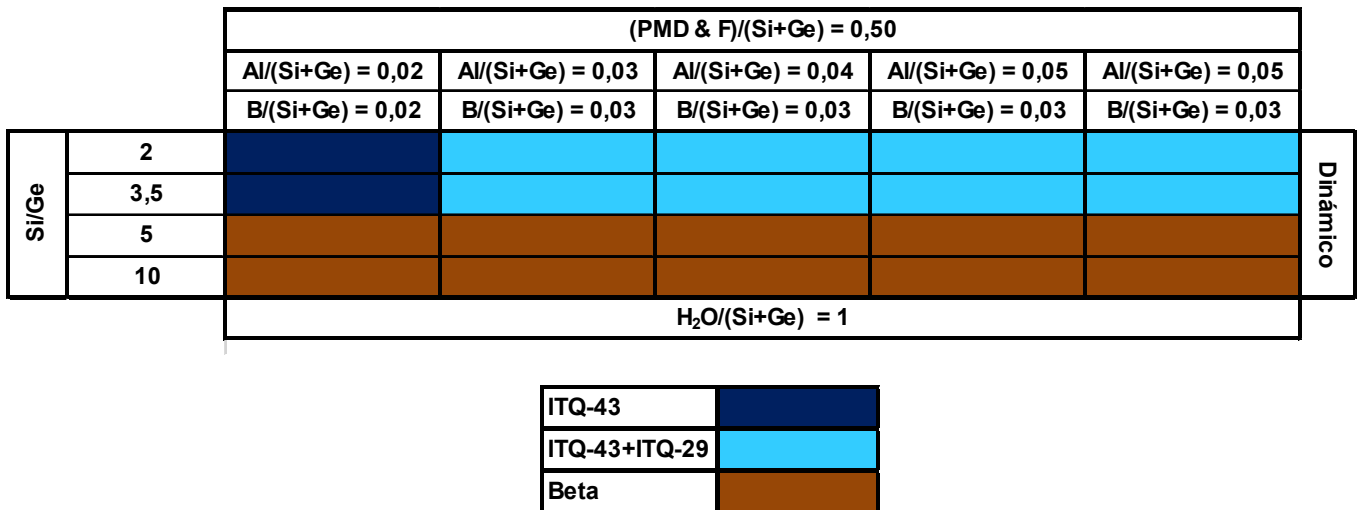 (PMD & F)/(Si+Ge) = 0,50
Al/(Si+Ge) = 0,02 Al/(Si+Ge) = 0,03 Al/(Si+Ge) = 0,04 Al/(Si+Ge) = 0,05 Al/(Si+Ge) = 0,05
B/(Si+Ge) = 0,02 B/(Si+Ge) = 0,03 B/(Si+Ge) = 0,03 B/(Si+Ge) = 0,03 B/(Si+Ge) = 0,03
Si/Ge
2
3,5
5
10
Dinámico
H₂O/(Si+Ge) = 1
ITQ-43
ITQ-43+ITQ-29
Beta